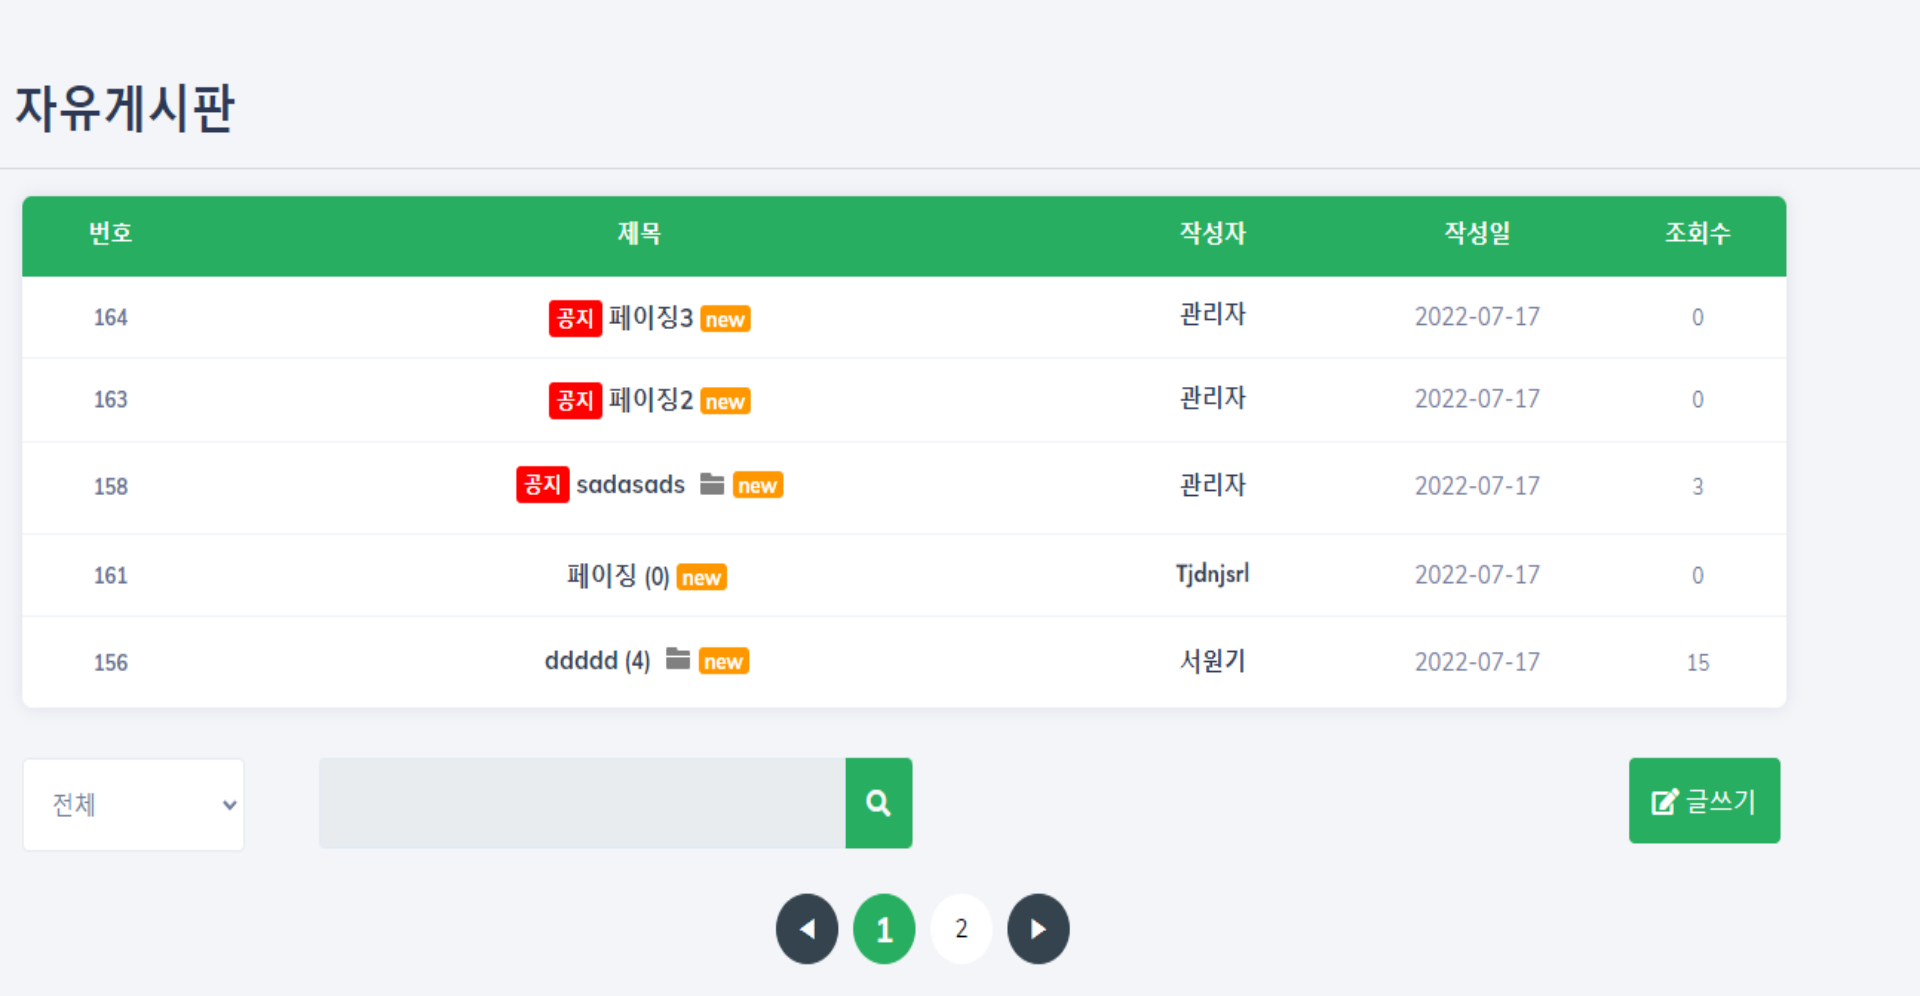 자유게시판
번호 제목 작성자 작성일 조회수
164 공지 페이징3 new 관리자 2022-07-17 0
163 공지 페이징2 new 관리자 2022-07-17 0
158 공지 sadasads new 관리자 2022-07-17 3
161 페이징 (0) new Tjdnjsrl 2022-07-17 0
156 ddddd (4) new 서원기 2022-07-17 15
전체 글쓰기
1 2